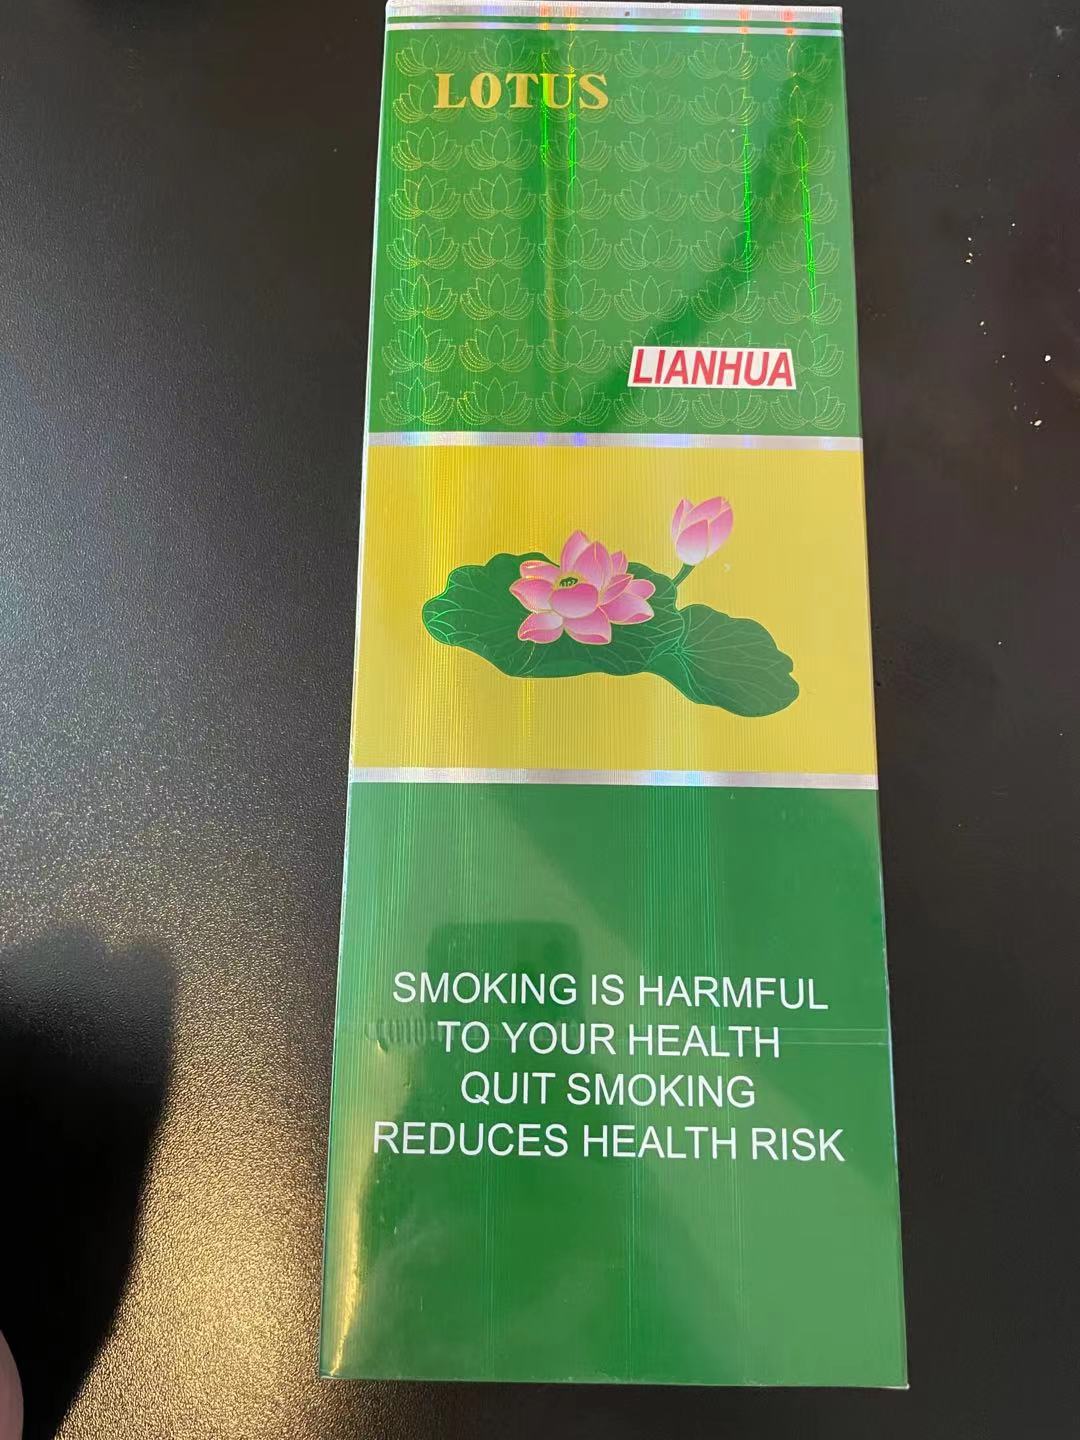 LOTUS
LIANHUA
SMOKING IS HARMFUL
TO YOUR HEALTH
QUIT SMOKING
REDUCES HEALTH RISK